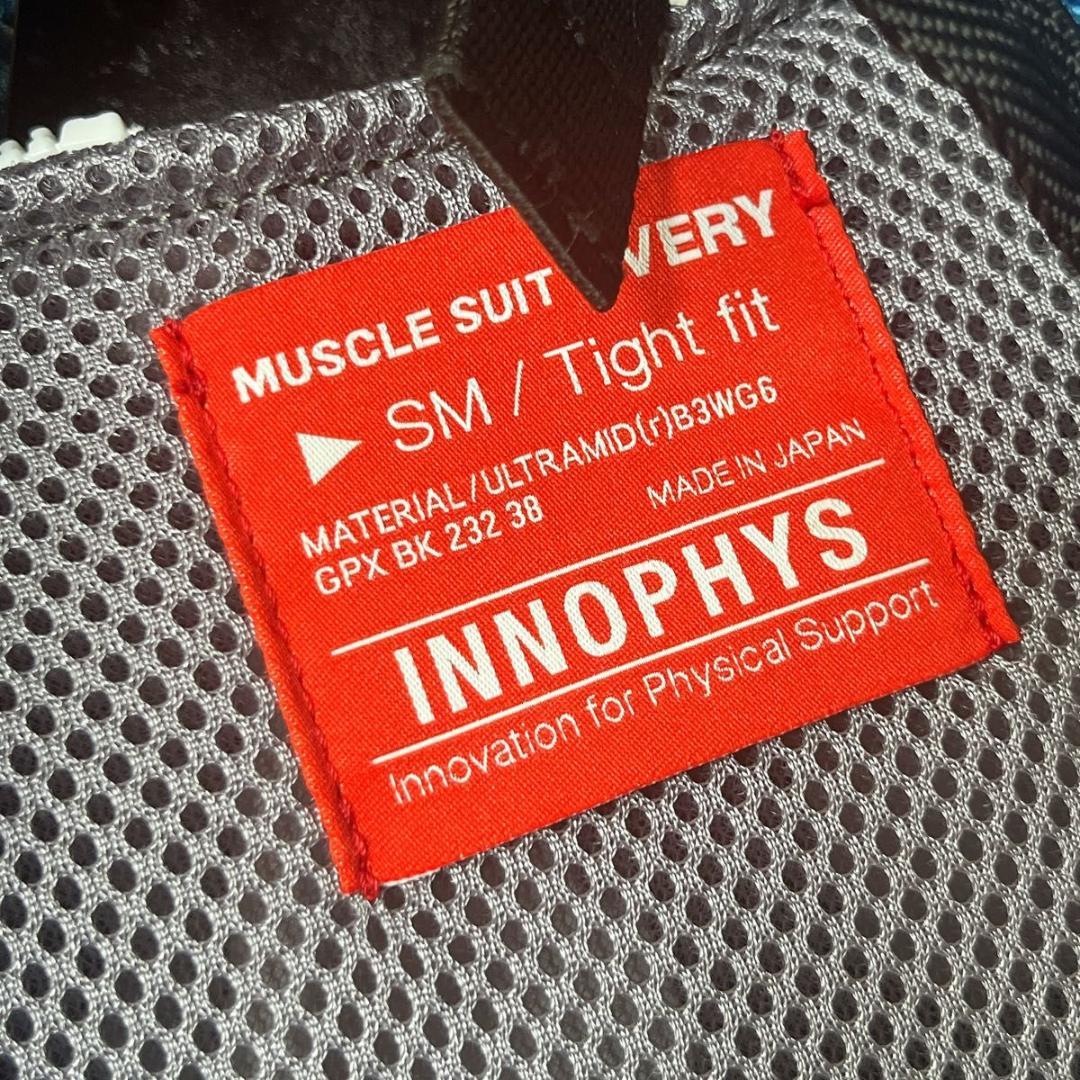 MUSCLE SUIT VERY
SM / Tight fit
MATERIAL/ULTRAMID(r)B3WG6
GPX BK 232 38
MADE IN JAPAN
INNOPHYS
Innovation for Physical Support